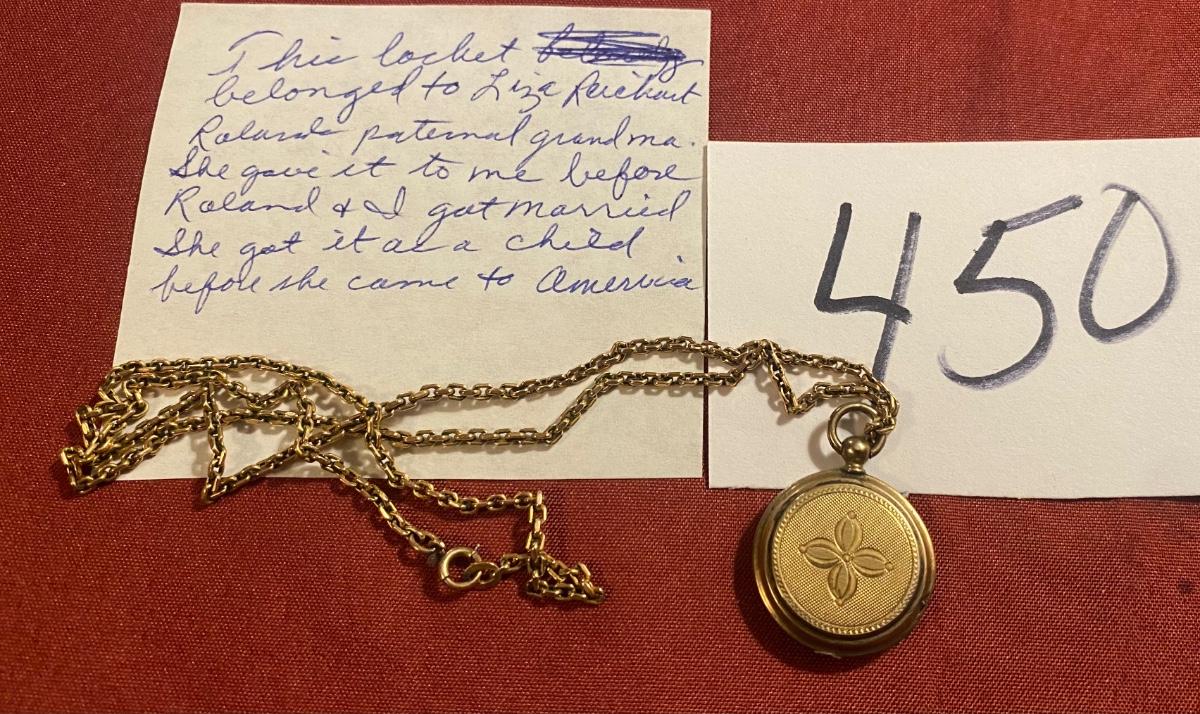 This locket
belonged to Liza Reichart
Roland's paternal grandma.
She gave it to me before
Roland & I got married
She got it as a child
before she came to America
450